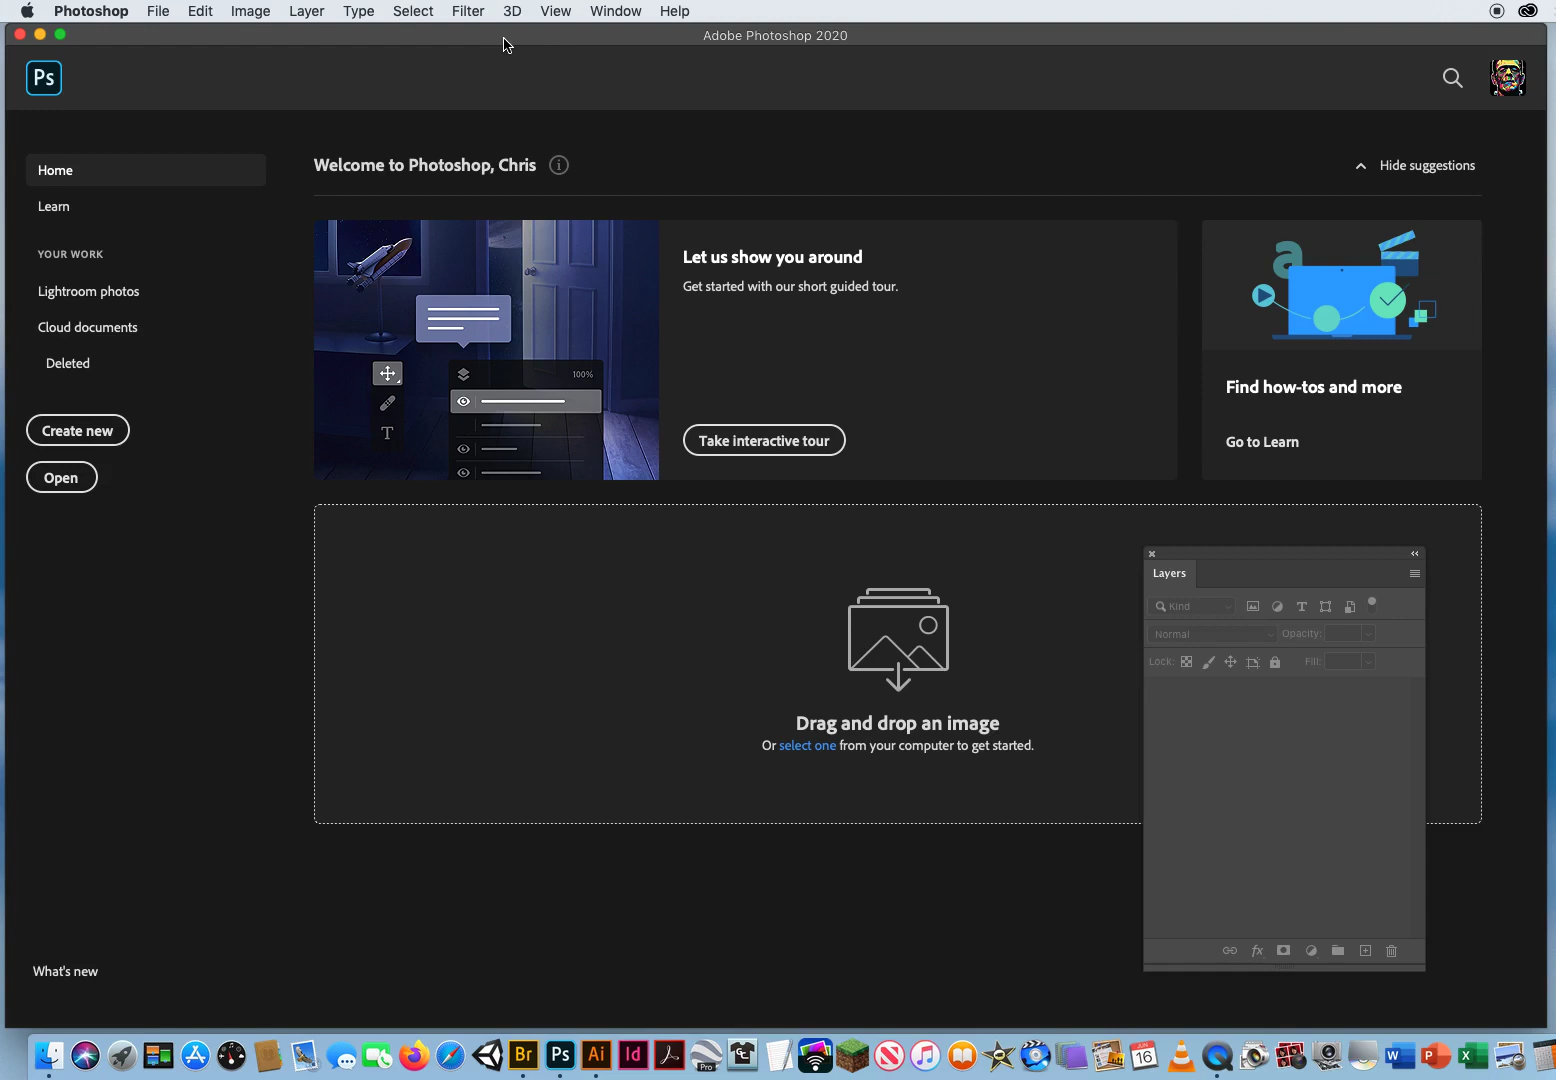 Photoshop File Edit Image Layer Type Select Filter 3D View Window Help
Adobe Photoshop 2020
Ps
Home
Learn
YOUR WORK
Lightroom photos
Cloud documents
Deleted
Create new
Open
What's new
Welcome to Photoshop, Chris
Hide suggestions
100%
T
Let us show you around
Get started with our short guided tour.
Take interactive tour
a
Find how-tos and more
Go to Learn
Drag and drop an image
Or select one from your computer to get started.
Layers
Kind
T
Normal Opacity:
Lock: Fill:
fx
Br Ps Ai Id Pro JUN 16 W P X